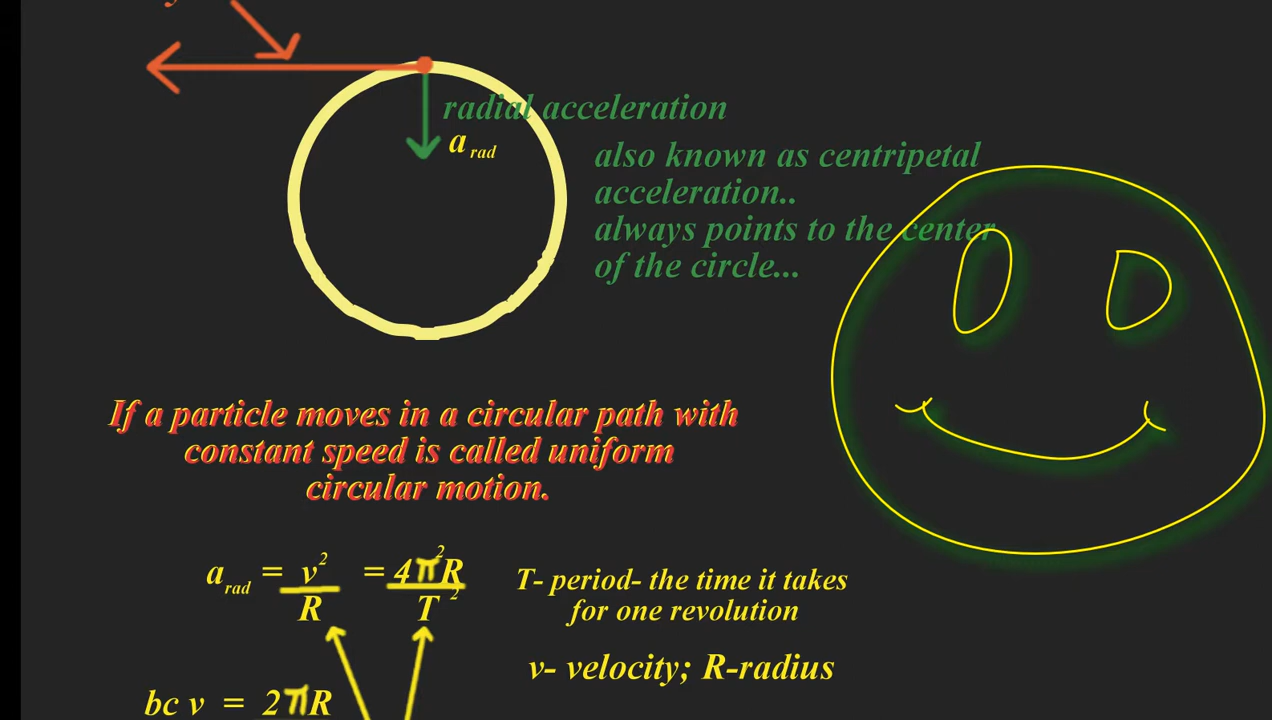 radial acceleration
a rad
also known as centripetal
acceleration..
always points to the center
of the circle...
If a particle moves in a circular path with
constant speed is called uniform
circular motion.
a rad = v² / R = 4π²R / T²
T- period- the time it takes
for one revolution
v- velocity; R-radius
bc v = 2πR